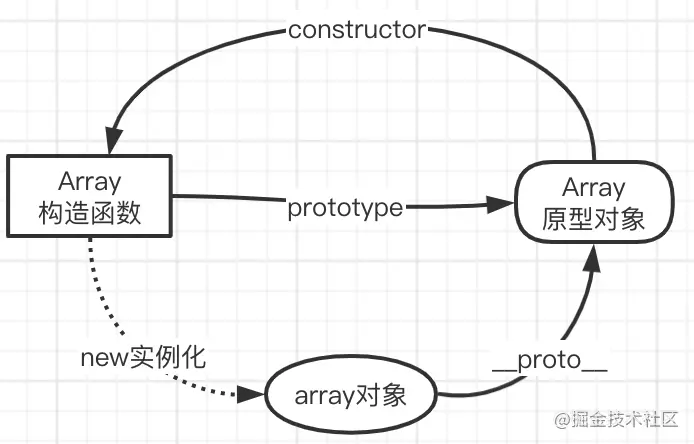 constructor
Array
构造函数
prototype
Array
原型对象
new实例化
__proto__
array对象
@掘金技术社区